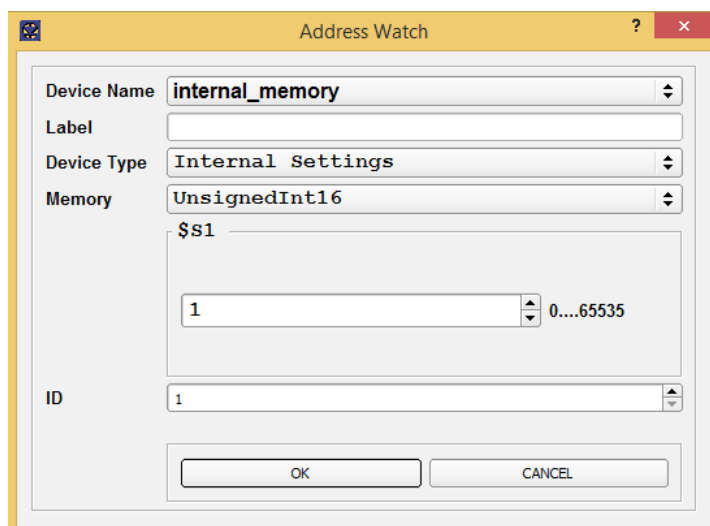 Address Watch
?
Device Name internal_memory
Label
Device Type Internal Settings
Memory UnsignedInt16
$S1
1 0....65535
ID 1
OK CANCEL